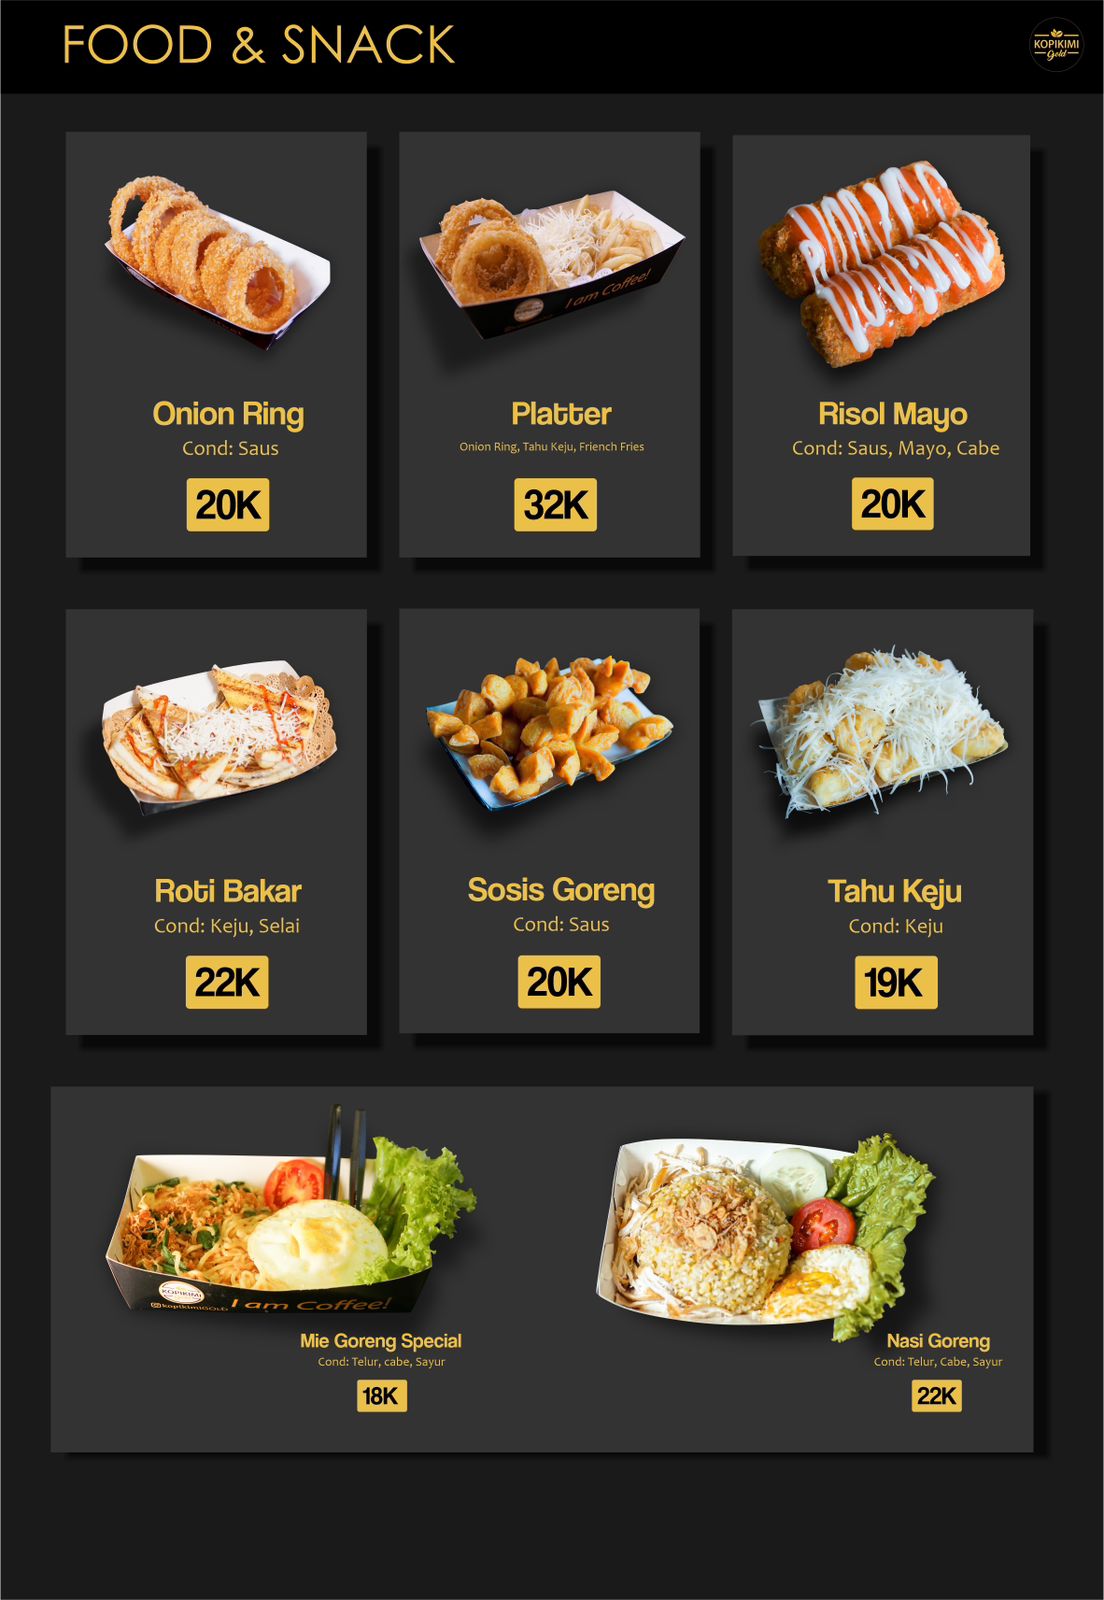 FOOD & SNACK
KOPIKIMI
Gold
I am Coffee!
Onion Ring
Cond: Saus
20K
Platter
Onion Ring, Tahu Keju, Friench Fries
32K
Risol Mayo
Cond: Saus, Mayo, Cabe
20K
Roti Bakar
Cond: Keju, Selai
22K
Sosis Goreng
Cond: Saus
20K
Tahu Keju
Cond: Keju
19K
KOPIKIMI
@kopikimiGOLD I am Coffee!
Mie Goreng Special
Cond: Telur, cabe, Sayur
18K
Nasi Goreng
Cond: Telur, Cabe, Sayur
22K